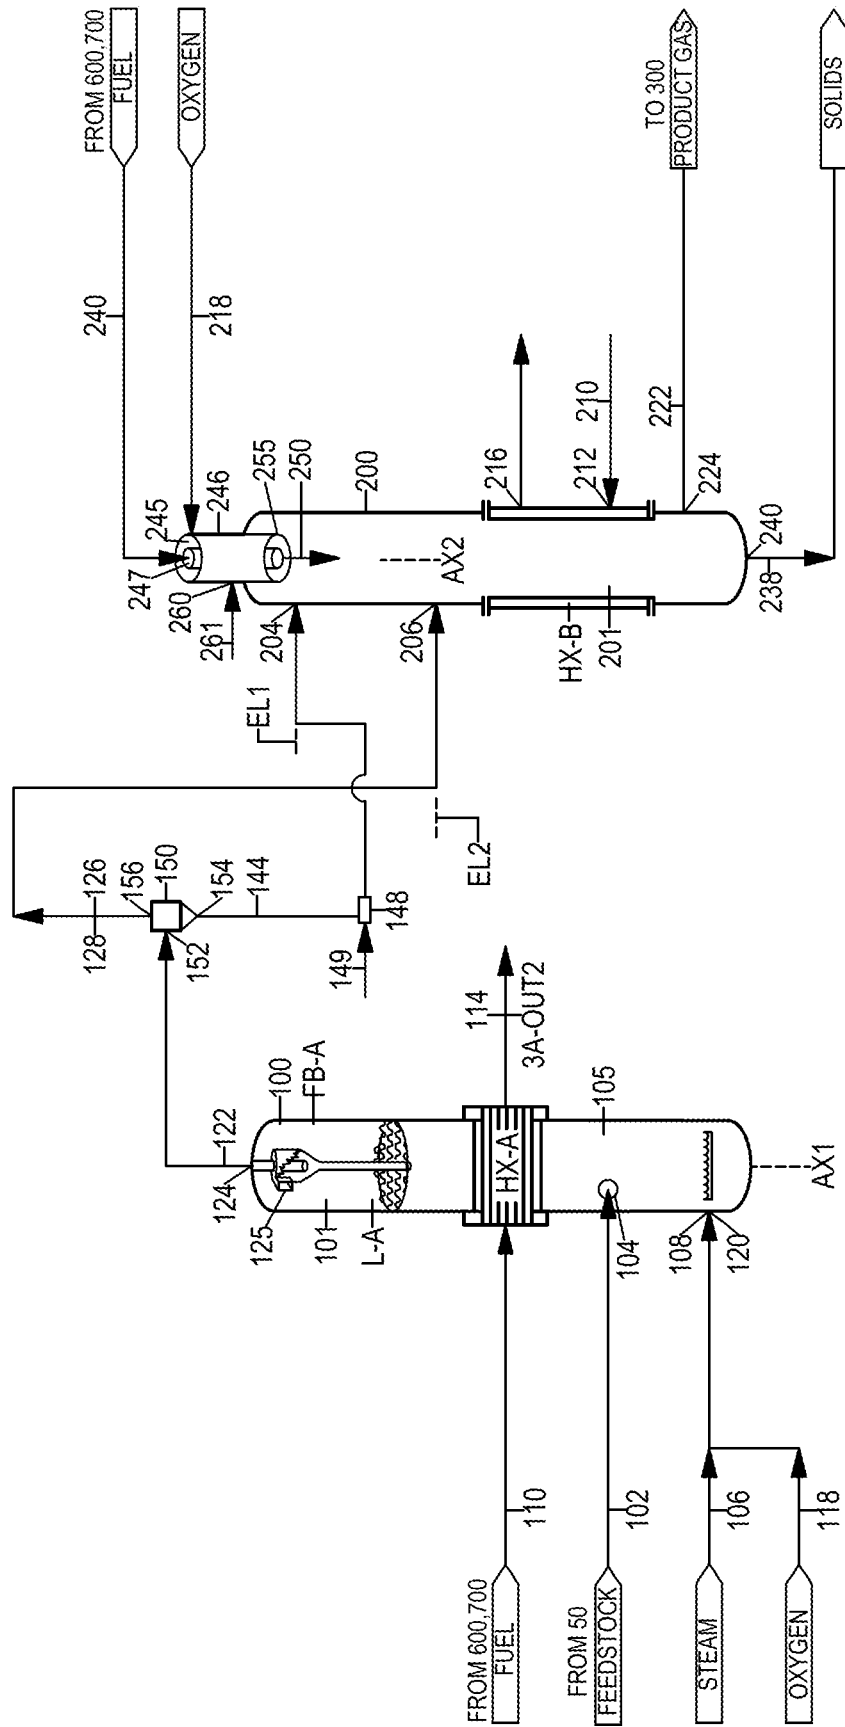 FROM 600,700
FUEL
OXYGEN
240
218
TO 300
PRODUCT GAS
SOLIDS
245
246
255
250
200
247
260
261
204
206
AX2
216
212
210
222
224
240
238
HX-B
201
EL1
EL2
126
128
156
150
154
144
152
148
149
122
124
125
100
FB-A
101
L-A
114
3A-OUT2
HX-A
105
104
108
120
AX1
110
102
106
118
FROM 600,700
FUEL
FROM 50
FEEDSTOCK
STEAM
OXYGEN